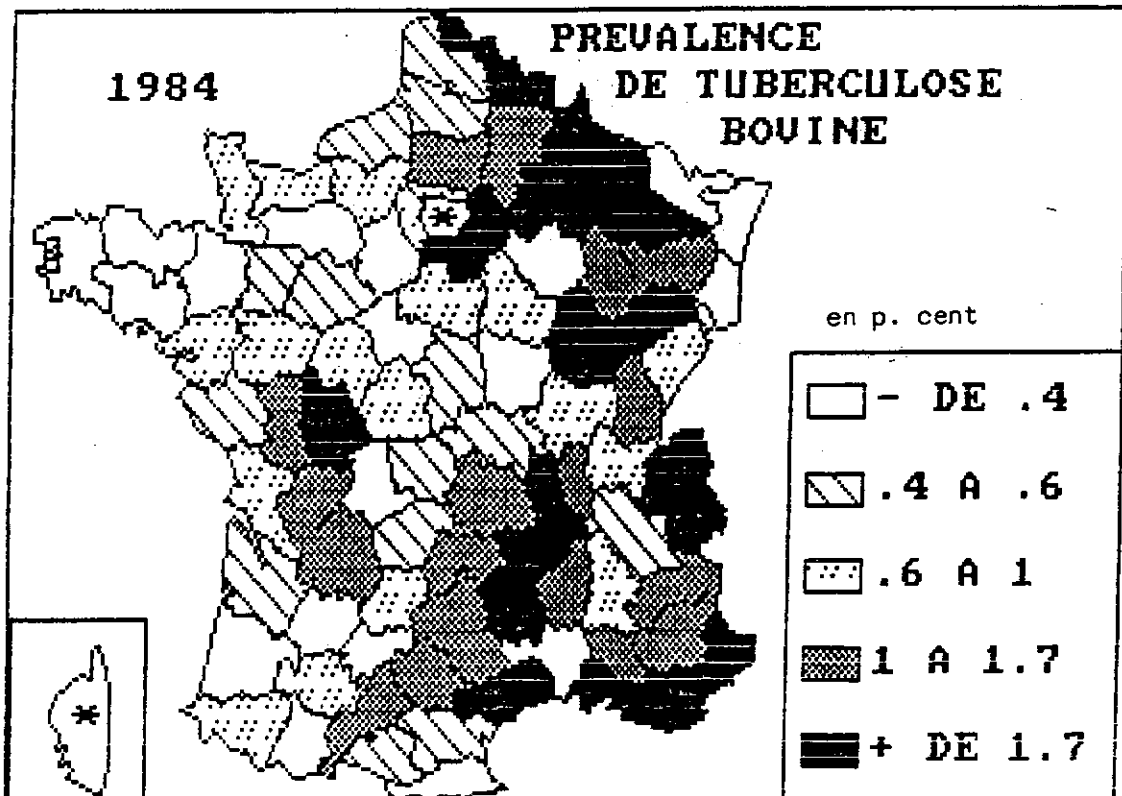 PREVALENCE
1984
DE TUBERCULOSE
BOVINE
en p. cent
- DE .4
.4 A .6
.6 A 1
1 A 1.7
+ DE 1.7
*
*